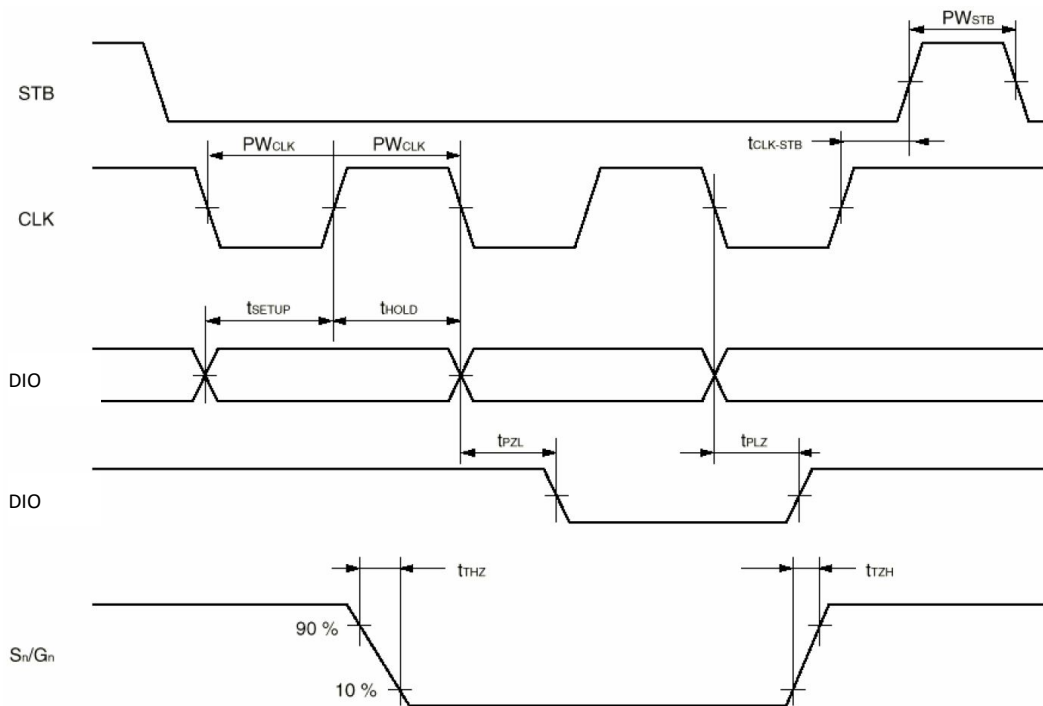 PWSTB
STB
tCLK-STB
PWCLK PWCLK
CLK
tSETUP tHOLD
DIO
tPZL tPLZ
DIO
tTHZ tTZH
90 %
Sn/Gn
10 %